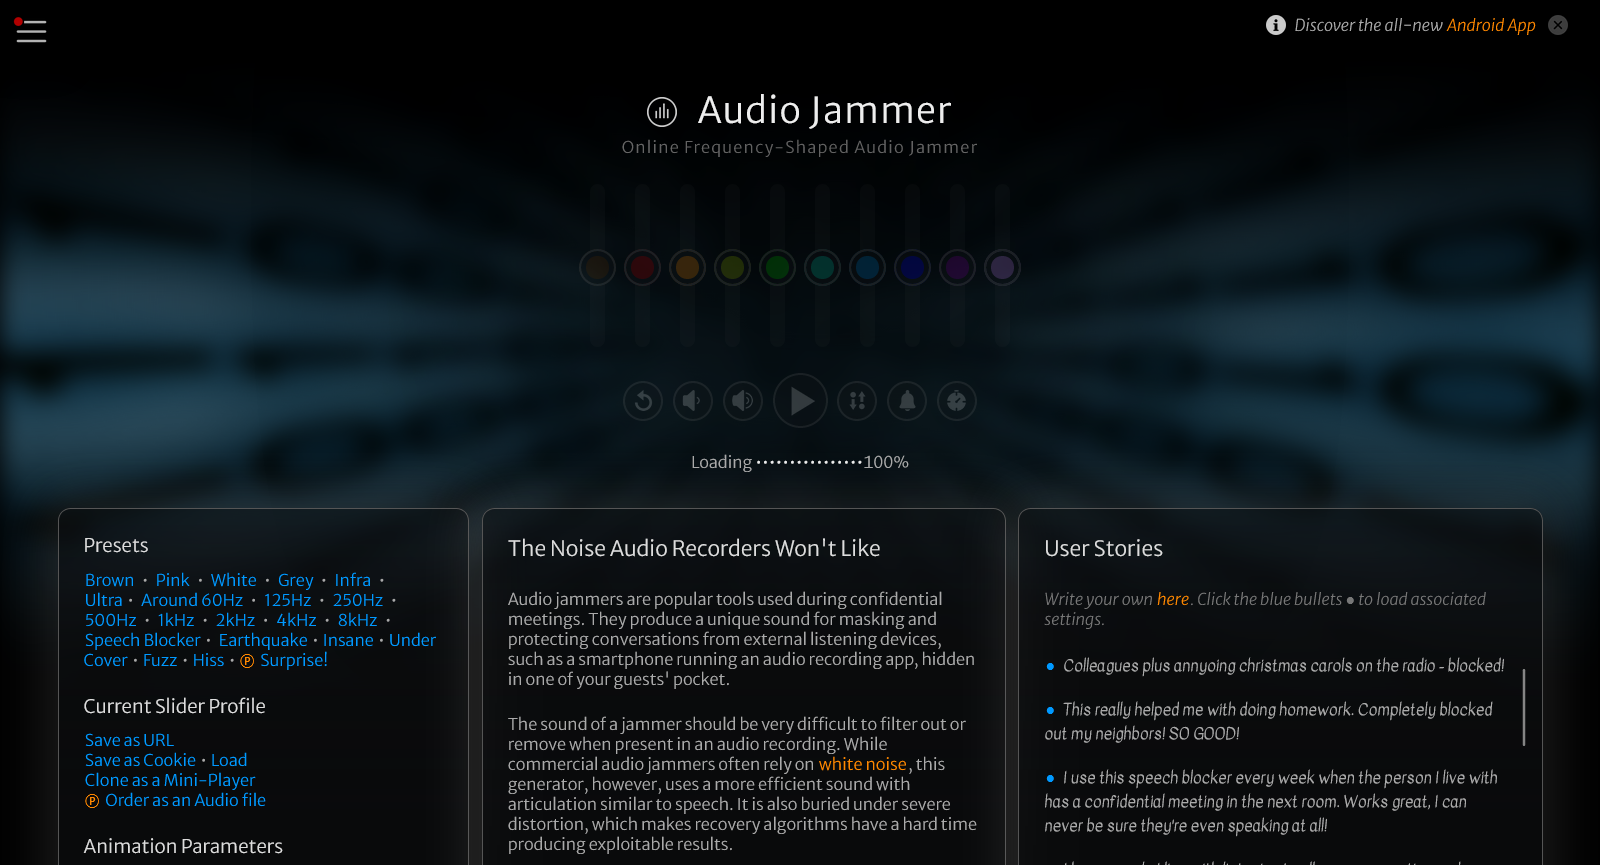 Discover the all-new Android App
Audio Jammer
Online Frequency-Shaped Audio Jammer
Loading ················100%
Presets
Brown · Pink · White · Grey · Infra ·
Ultra · Around 60Hz · 125Hz · 250Hz ·
500Hz · 1kHz · 2kHz · 4kHz · 8kHz ·
Speech Blocker · Earthquake · Insane · Under
Cover · Fuzz · Hiss · Ⓟ Surprise!
Current Slider Profile
Save as URL
Save as Cookie · Load
Clone as a Mini-Player
Ⓟ Order as an Audio file
Animation Parameters
The Noise Audio Recorders Won't Like
Audio jammers are popular tools used during confidential
meetings. They produce a unique sound for masking and
protecting conversations from external listening devices,
such as a smartphone running an audio recording app, hidden
in one of your guests' pocket.
The sound of a jammer should be very difficult to filter out or
remove when present in an audio recording. While
commercial audio jammers often rely on white noise, this
generator, however, uses a more efficient sound with
articulation similar to speech. It is also buried under severe
distortion, which makes recovery algorithms have a hard time
producing exploitable results.
User Stories
Write your own here. Click the blue bullets ● to load associated
settings.
● Colleagues plus annyoing christmas carols on the radio - blocked!
● This really helped me with doing homework. Completely blocked
out my neighbors! SO GOOD!
● I use this speech blocker every week when the person I live with
has a confidential meeting in the next room. Works great, I can
never be sure they're even speaking at all!